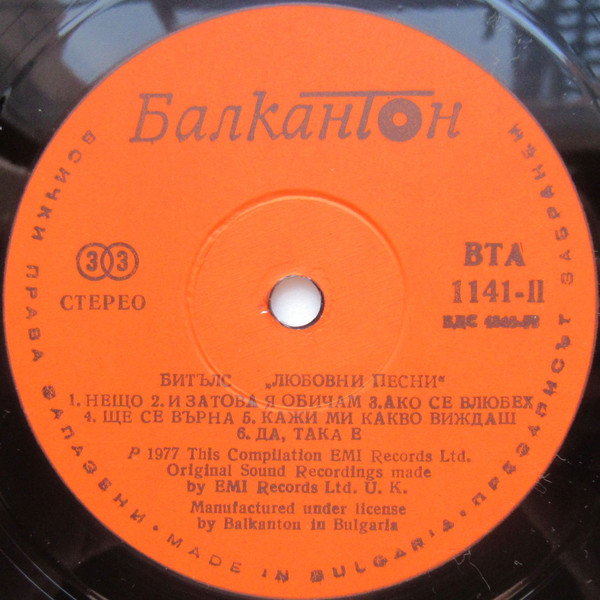 Балкантон
33
СТЕРЕО
ВТА
1141-II
БИТЪЛС „ЛЮБОВНИ ПЕСНИ“
1. НЕЩО 2. И ЗАТОВА Я ОБИЧАМ 3. АКО СЕ ВЛЮБЕХ
4. ЩЕ СЕ ВЪРНА 5. КАЖИ МИ КАКВО ВИЖДАШ
6. ДА, ТАКА Е
P 1977 This Compilation EMI Records Ltd.
Original Sound Recordings made
by EMI Records Ltd. U. K.
Manufactured under license
by Balkanton in Bulgaria
ВСИЧКИ ПРАВА ЗАПАЗЕНИ • MADE IN BULGARIA • ПРЕЗАПИСЪТ ЗАБРАНЕН